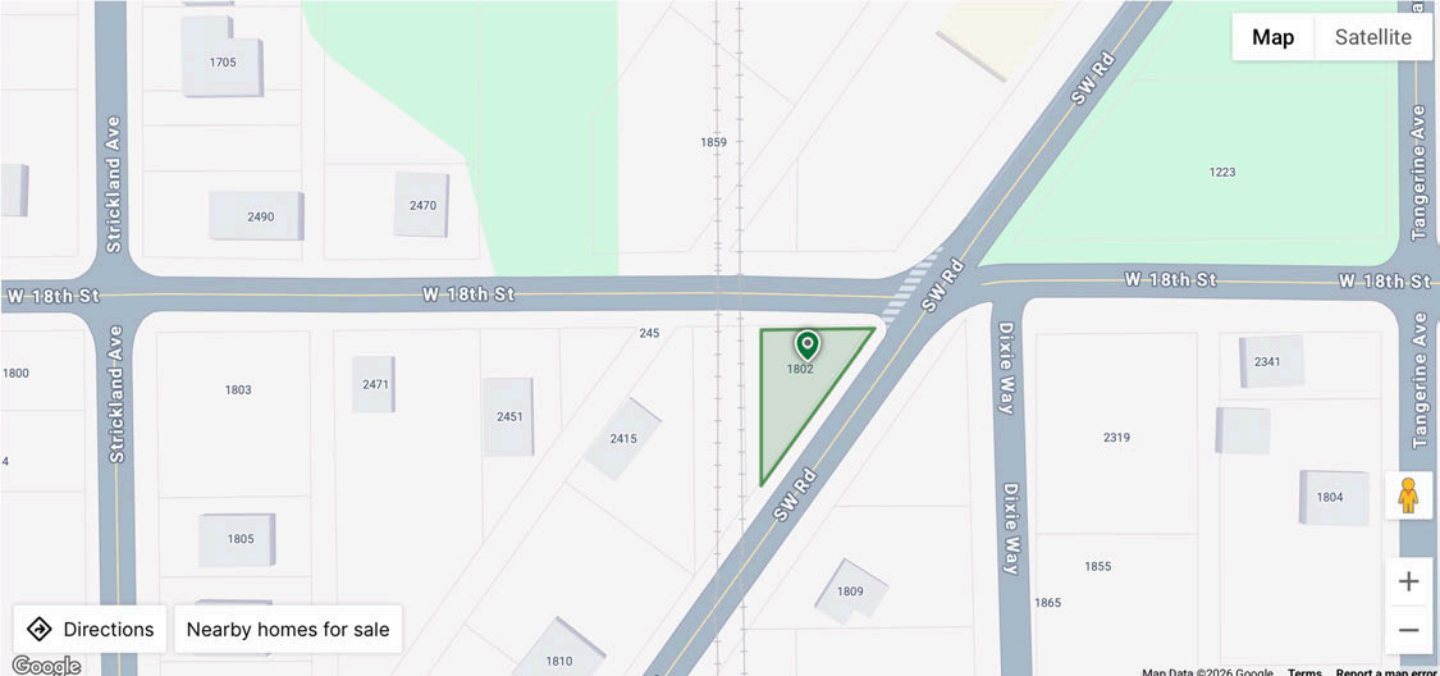 Map
Satellite
1705
SW Rd
Strickland Ave
Tangerine Ave
1859
1223
2470
2490
SW Rd
W 18th St
W 18th St
W 18th St
W 18th St
245
1802
Strickland Ave
Dixie Way
Tangerine Ave
2341
1800
1803
2471
2451
2415
2319
4
SW Rd
1804
Dixie Way
1805
1855
1809
1865
Directions
Nearby homes for sale
1810
+
−
Google
Map Data ©2026 Google
Terms
Report a map error